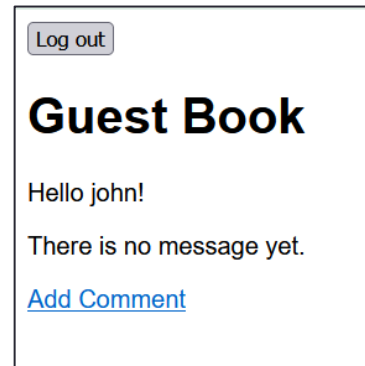 Log out
Guest Book
Hello john!
There is no message yet.
Add Comment